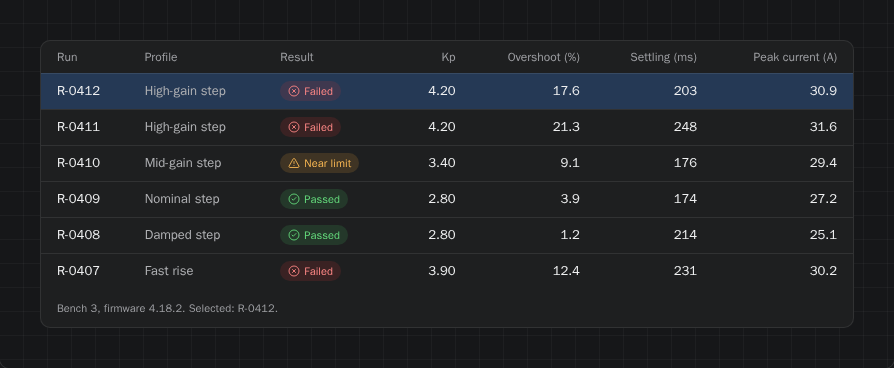 Run Profile Result Kp Overshoot (%) Settling (ms) Peak current (A)
R-0412 High-gain step Failed 4.20 17.6 203 30.9
R-0411 High-gain step Failed 4.20 21.3 248 31.6
R-0410 Mid-gain step Near limit 3.40 9.1 176 29.4
R-0409 Nominal step Passed 2.80 3.9 174 27.2
R-0408 Damped step Passed 2.80 1.2 214 25.1
R-0407 Fast rise Failed 3.90 12.4 231 30.2
Bench 3, firmware 4.18.2. Selected: R-0412.